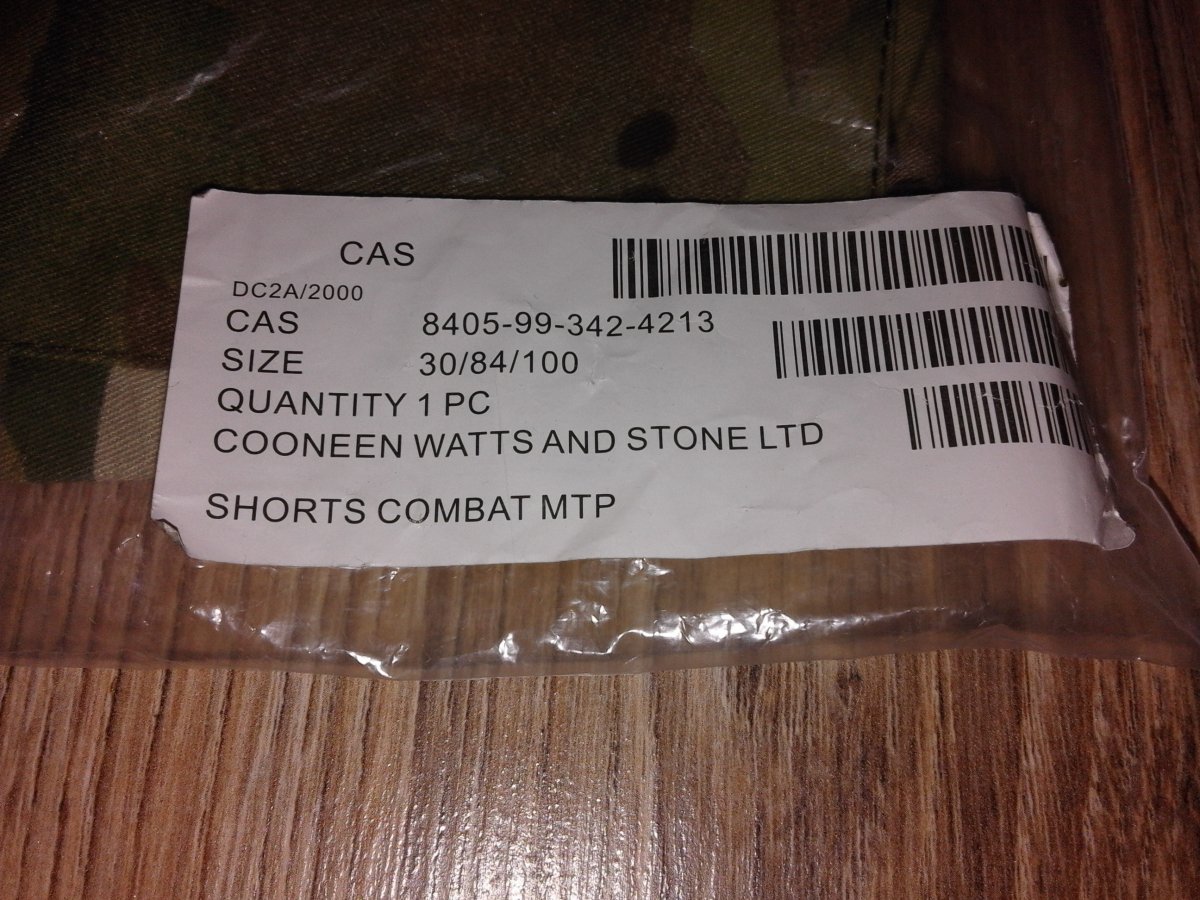 CAS
DC2A/2000
CAS 8405-99-342-4213
SIZE 30/84/100
QUANTITY 1 PC
COONEEN WATTS AND STONE LTD
SHORTS COMBAT MTP